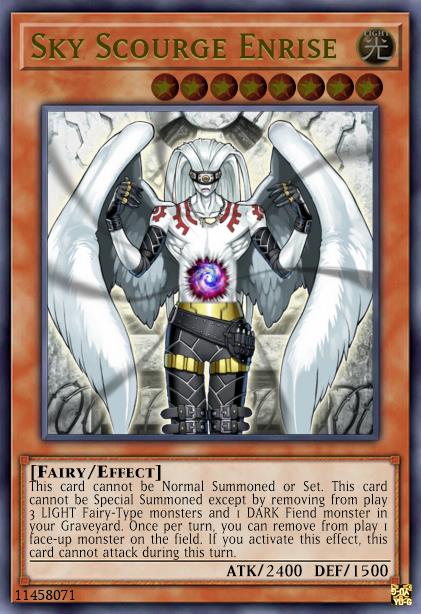 SKY SCOURGE ENRISE
LIGHT
光
[FAIRY/EFFECT]
This card cannot be Normal Summoned or Set. This card
cannot be Special Summoned except by removing from play
3 LIGHT Fairy-Type monsters and 1 DARK Fiend monster in
your Graveyard. Once per turn, you can remove from play 1
face-up monster on the field. If you activate this effect, this
card cannot attack during this turn.
ATK/2400 DEF/1500
11458071